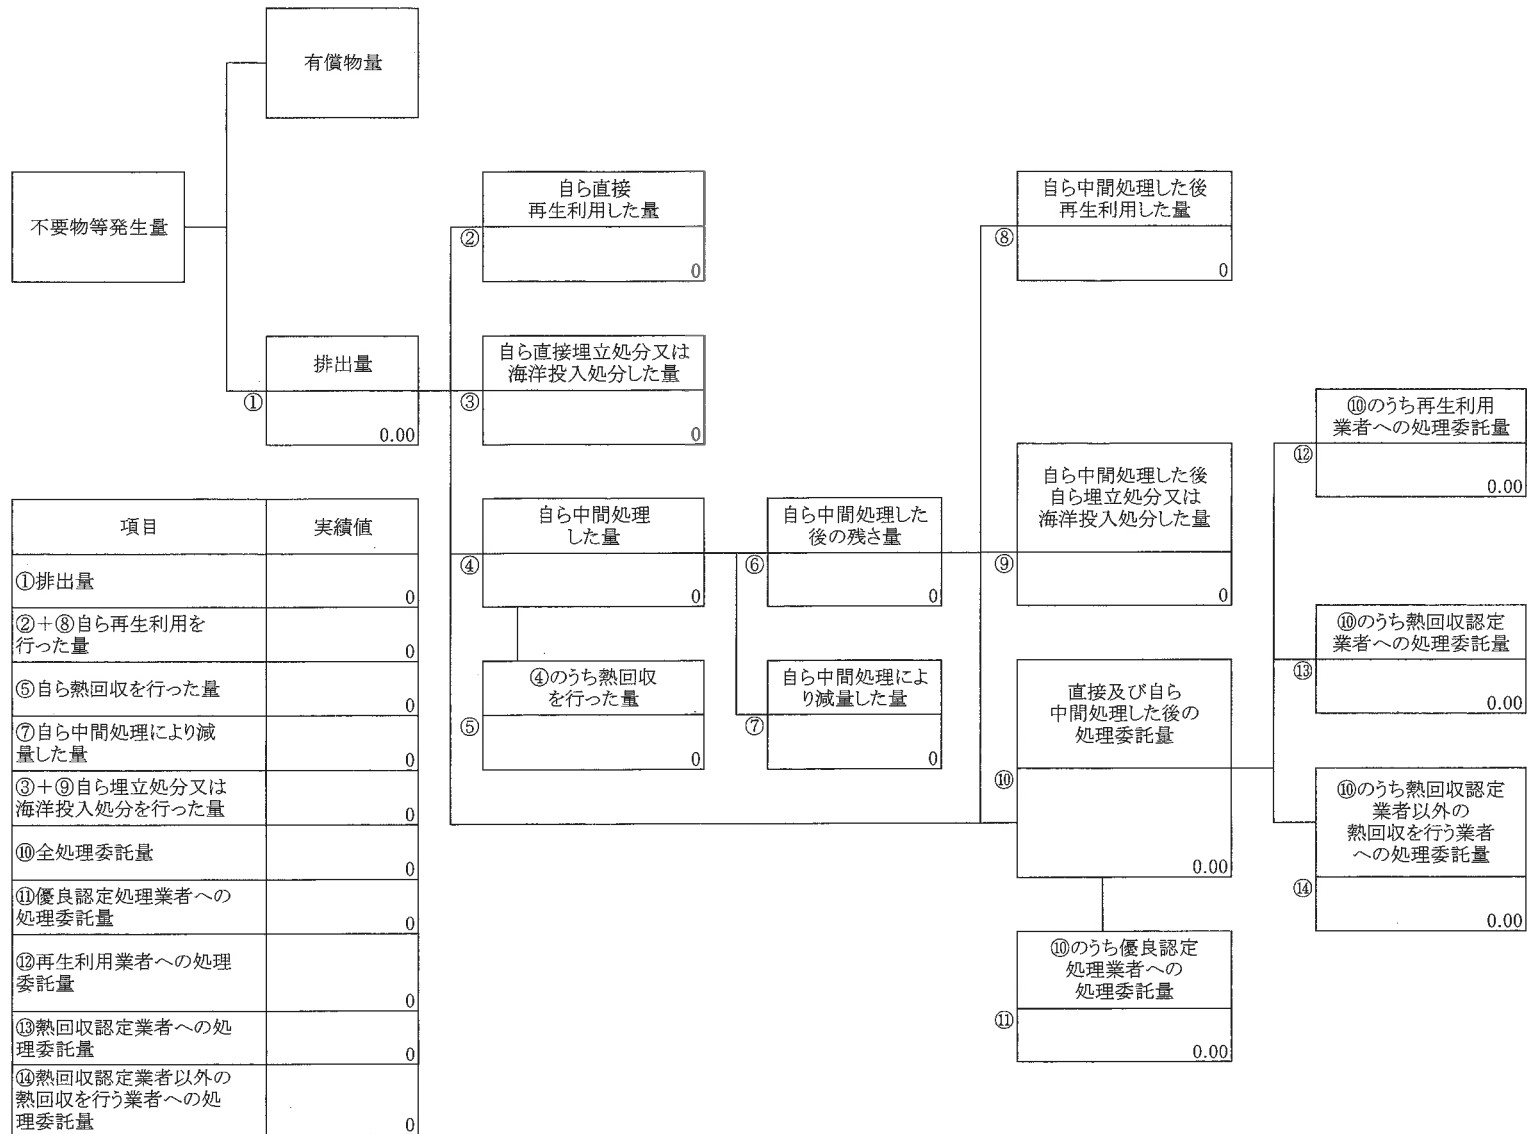 有償物量
不要物等発生量
自ら直接
再生利用した量
②
0
自ら中間処理した後
再生利用した量
⑧
0
排出量
①
0.00
自ら直接埋立処分又は
海洋投入処分した量
③
0
⑩のうち再生利用
業者への処理委託量
⑫
0.00
自ら中間処理
した量
④
0
自ら中間処理した
後の残さ量
⑥
0
自ら中間処理した後
自ら埋立処分又は
海洋投入処分した量
⑨
0
⑩のうち熱回収認定
業者への処理委託量
⑬
0.00
④のうち熱回収
を行った量
⑤
0
自ら中間処理によ
り減量した量
⑦
0
直接及び自ら
中間処理した後の
処理委託量
⑩
0.00
⑩のうち熱回収認定
業者以外の
熱回収を行う業者
への処理委託量
⑭
0.00
⑩のうち優良認定
処理業者への
処理委託量
⑪
0.00
項目 実績値
①排出量
0
②+⑧自ら再生利用を
行った量
0
⑤自ら熱回収を行った量
0
⑦自ら中間処理により減
量した量
0
③+⑨自ら埋立処分又は
海洋投入処分を行った量
0
⑩全処理委託量
0
⑪優良認定処理業者への
処理委託量
0
⑫再生利用業者への処理
委託量
0
⑬熱回収認定業者への処
理委託量
0
⑭熱回収認定業者以外の
熱回収を行う業者への処
理委託量
0